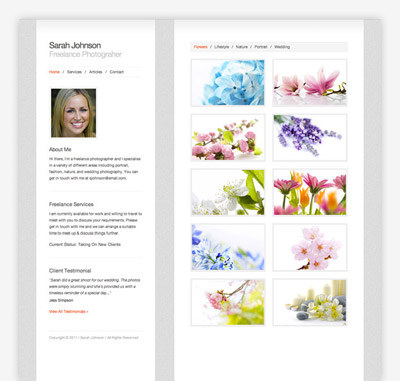 Sarah Johnson
Freelance Photographer
Home / Services / Articles / Contact
About Me
Hi there, I'm a freelance photographer and I specialise
in a variety of different areas including portrait,
fashion, nature, and wedding photography. You can
get in touch with me at sjohnson@email.com.
Freelance Services
I am currently available for work and willing to travel to
meet with you to discuss your requirements. Please
get in touch with me and we can arrange a suitable
time to meet up & discuss things further.
Current Status: Taking On New Clients
Client Testimonial
"Sarah did a great shoot for our wedding. The photos
were simply stunning and she's provided us with a
timeless reminder of a special day..."
Jess Simpson
View All Testimonials »
Copyright © 2011 / Sarah Johnson / All Rights Reserved
Flowers / Lifestyle / Nature / Portrait / Wedding